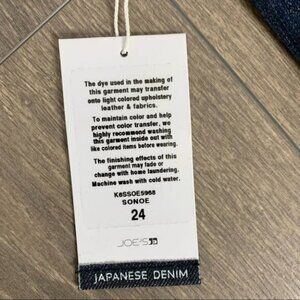 The dye used in the making of
this garment may transfer
onto light colored upholstery
leather & fabrics.
To maintain color and help
prevent color transfer, we
highly recommend washing
this garment inside out with
like colored items before wearing.
The finishing effects of this
garment may fade or
change with home laundering.
Machine wash with cold water.
K6SSOE5968
SONOE
24
JOE'S
JAPANESE DENIM